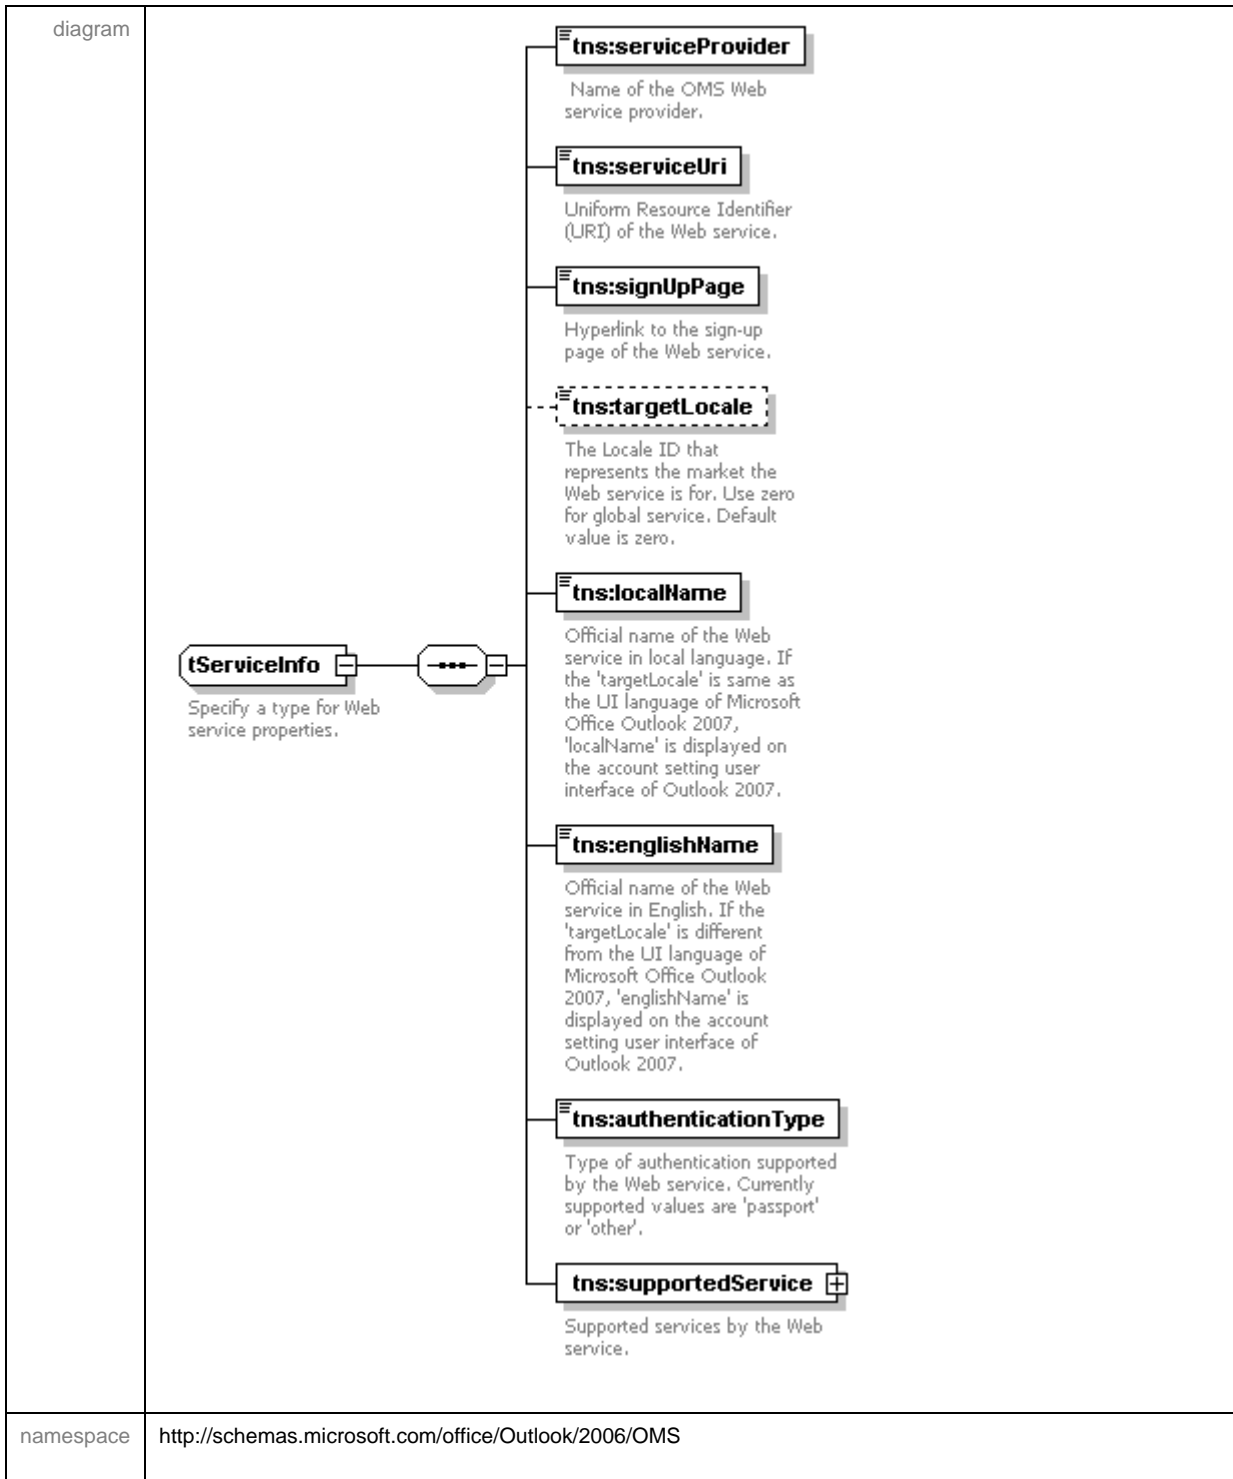 diagram
tns:serviceProvider
Name of the OMS Web
service provider.
tns:serviceUri
Uniform Resource Identifier
(URI) of the Web service.
tns:signUpPage
Hyperlink to the sign-up
page of the Web service.
tns:targetLocale
The Locale ID that
represents the market the
Web service is for. Use zero
for global service. Default
value is zero.
tns:localName
Official name of the Web
service in local language. If
the 'targetLocale' is same as
the UI language of Microsoft
Office Outlook 2007,
'localName' is displayed on
the account setting user
interface of Outlook 2007.
tServiceInfo
Specify a type for Web
service properties.
tns:englishName
Official name of the Web
service in English. If the
'targetLocale' is different
from the UI language of
Microsoft Office Outlook
2007, 'englishName' is
displayed on the account
setting user interface of
Outlook 2007.
tns:authenticationType
Type of authentication supported
by the Web service. Currently
supported values are 'passport'
or 'other'.
tns:supportedService
Supported services by the Web
service.
namespace
http://schemas.microsoft.com/office/Outlook/2006/OMS